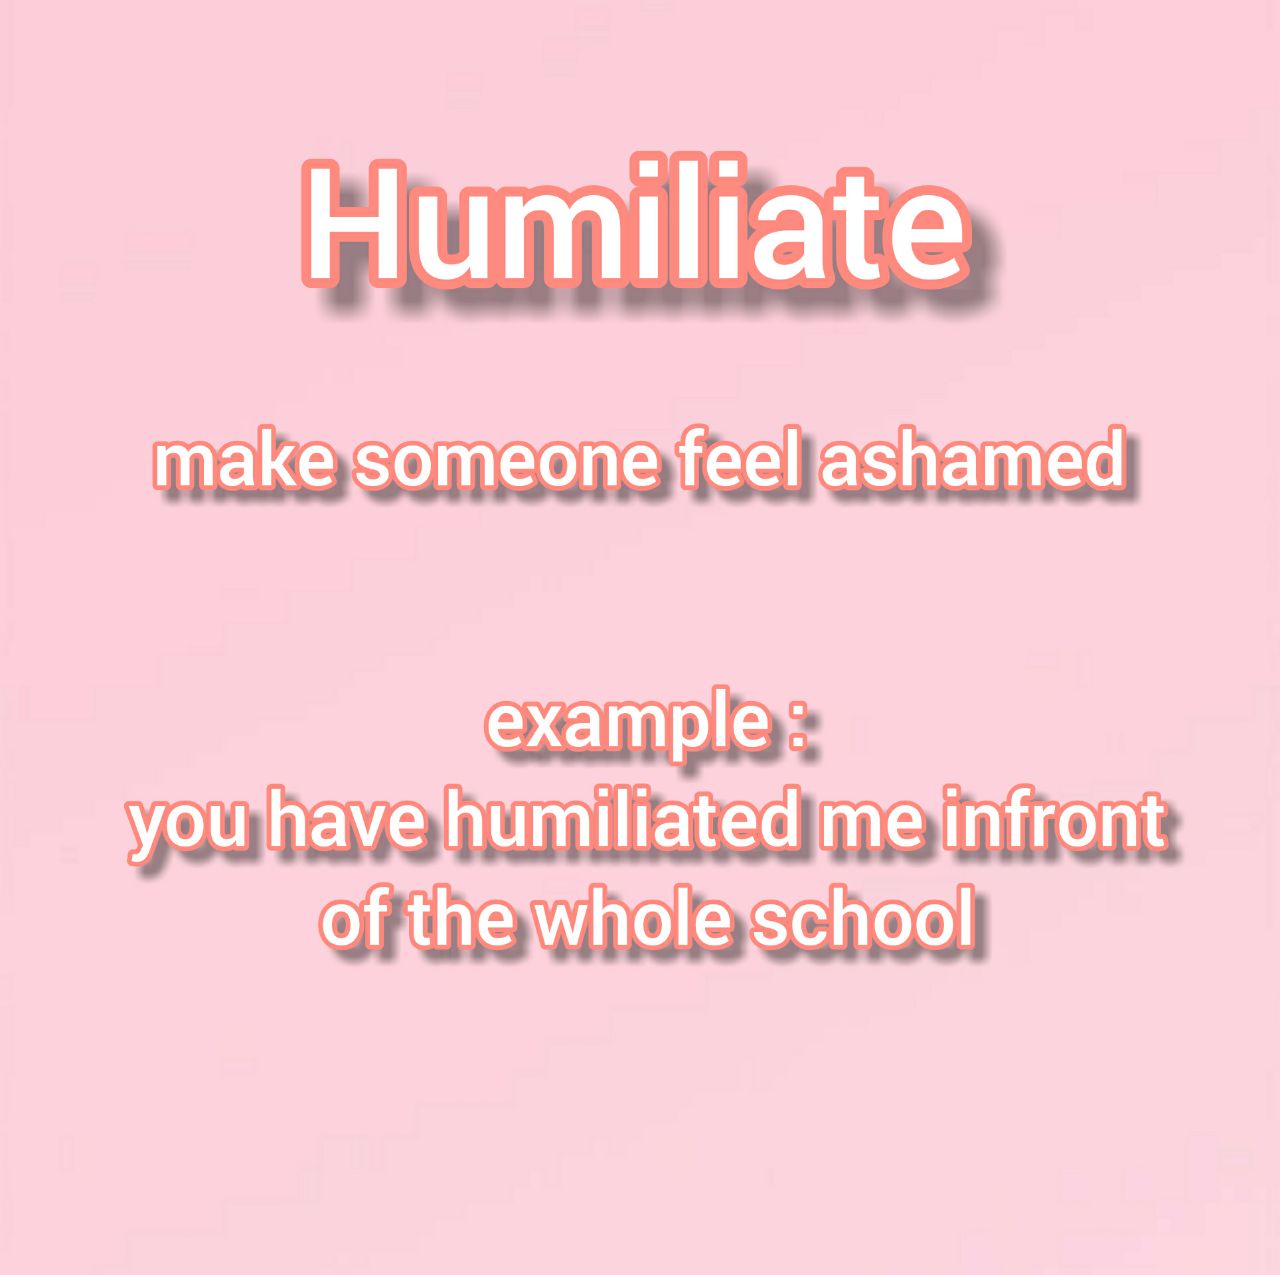 Humiliate
make someone feel ashamed
example :
you have humiliated me infront
of the whole school